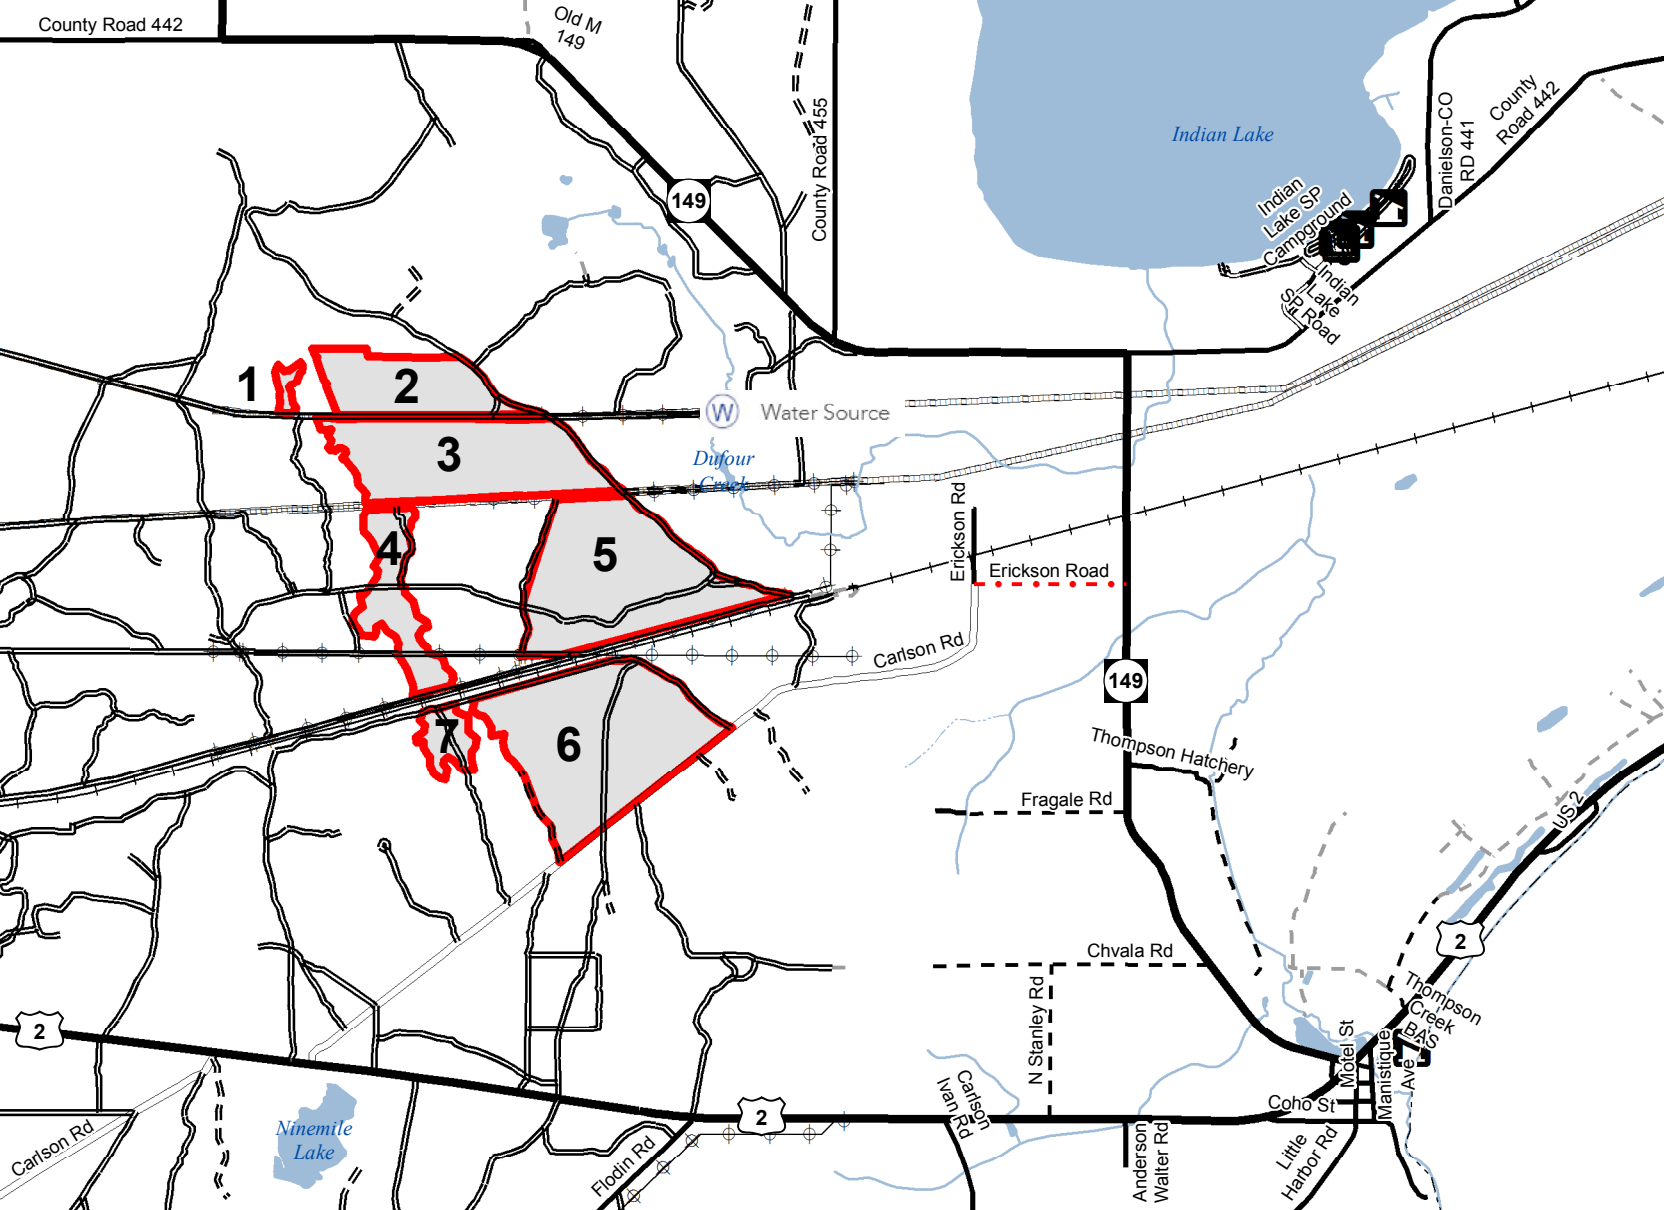 County Road 442
Old M
149
County Road 455
149
Indian Lake
Danielson-CO
RD 441
County
Road 442
Indian
Lake SP
Campground
Indian
Lake
SP Road
1
2
W Water Source
3
Dufour
Creek
4
5
Erickson Rd
Erickson Road
Carlson Rd
149
7
6
Thompson Hatchery
Fragale Rd
US 2
2
Chvala Rd
N Stanley Rd
Thompson
Creek
BAS
2
Motel St
Manistique
Ave
Coho St
2
Carlson
Ivan Rd
Anderson
Walter Rd
Little
Harbor Rd
Flodin Rd
Ninemile
Lake
Carlson Rd